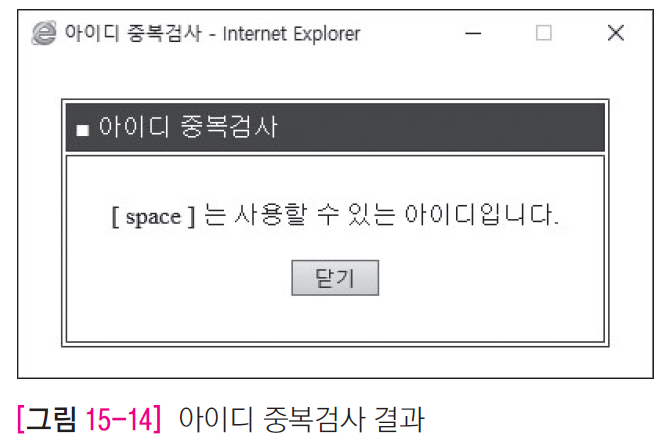 아이디 중복검사 - Internet Explorer
■ 아이디 중복검사
[ space ] 는 사용할 수 있는 아이디입니다.
닫기
[그림 15-14] 아이디 중복검사 결과